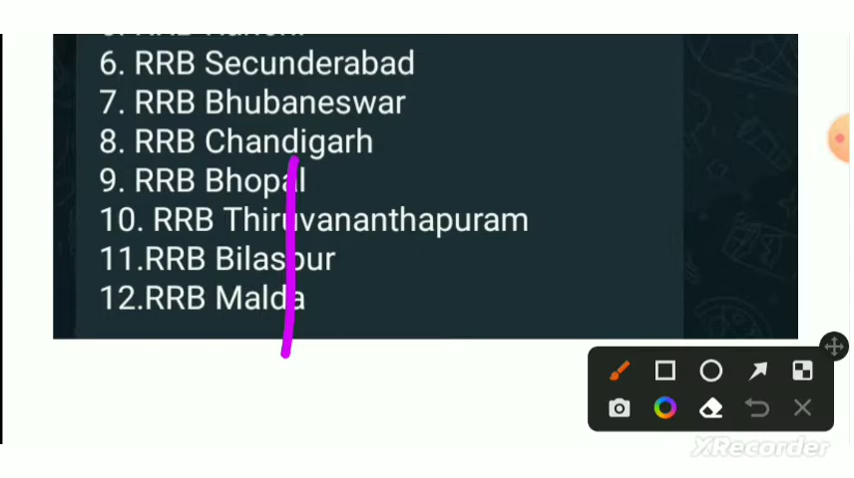 6. RRB Secunderabad
7. RRB Bhubaneswar
8. RRB Chandigarh
9. RRB Bhopal
10. RRB Thiruvananthapuram
11.RRB Bilaspur
12.RRB Malda
XRecorder